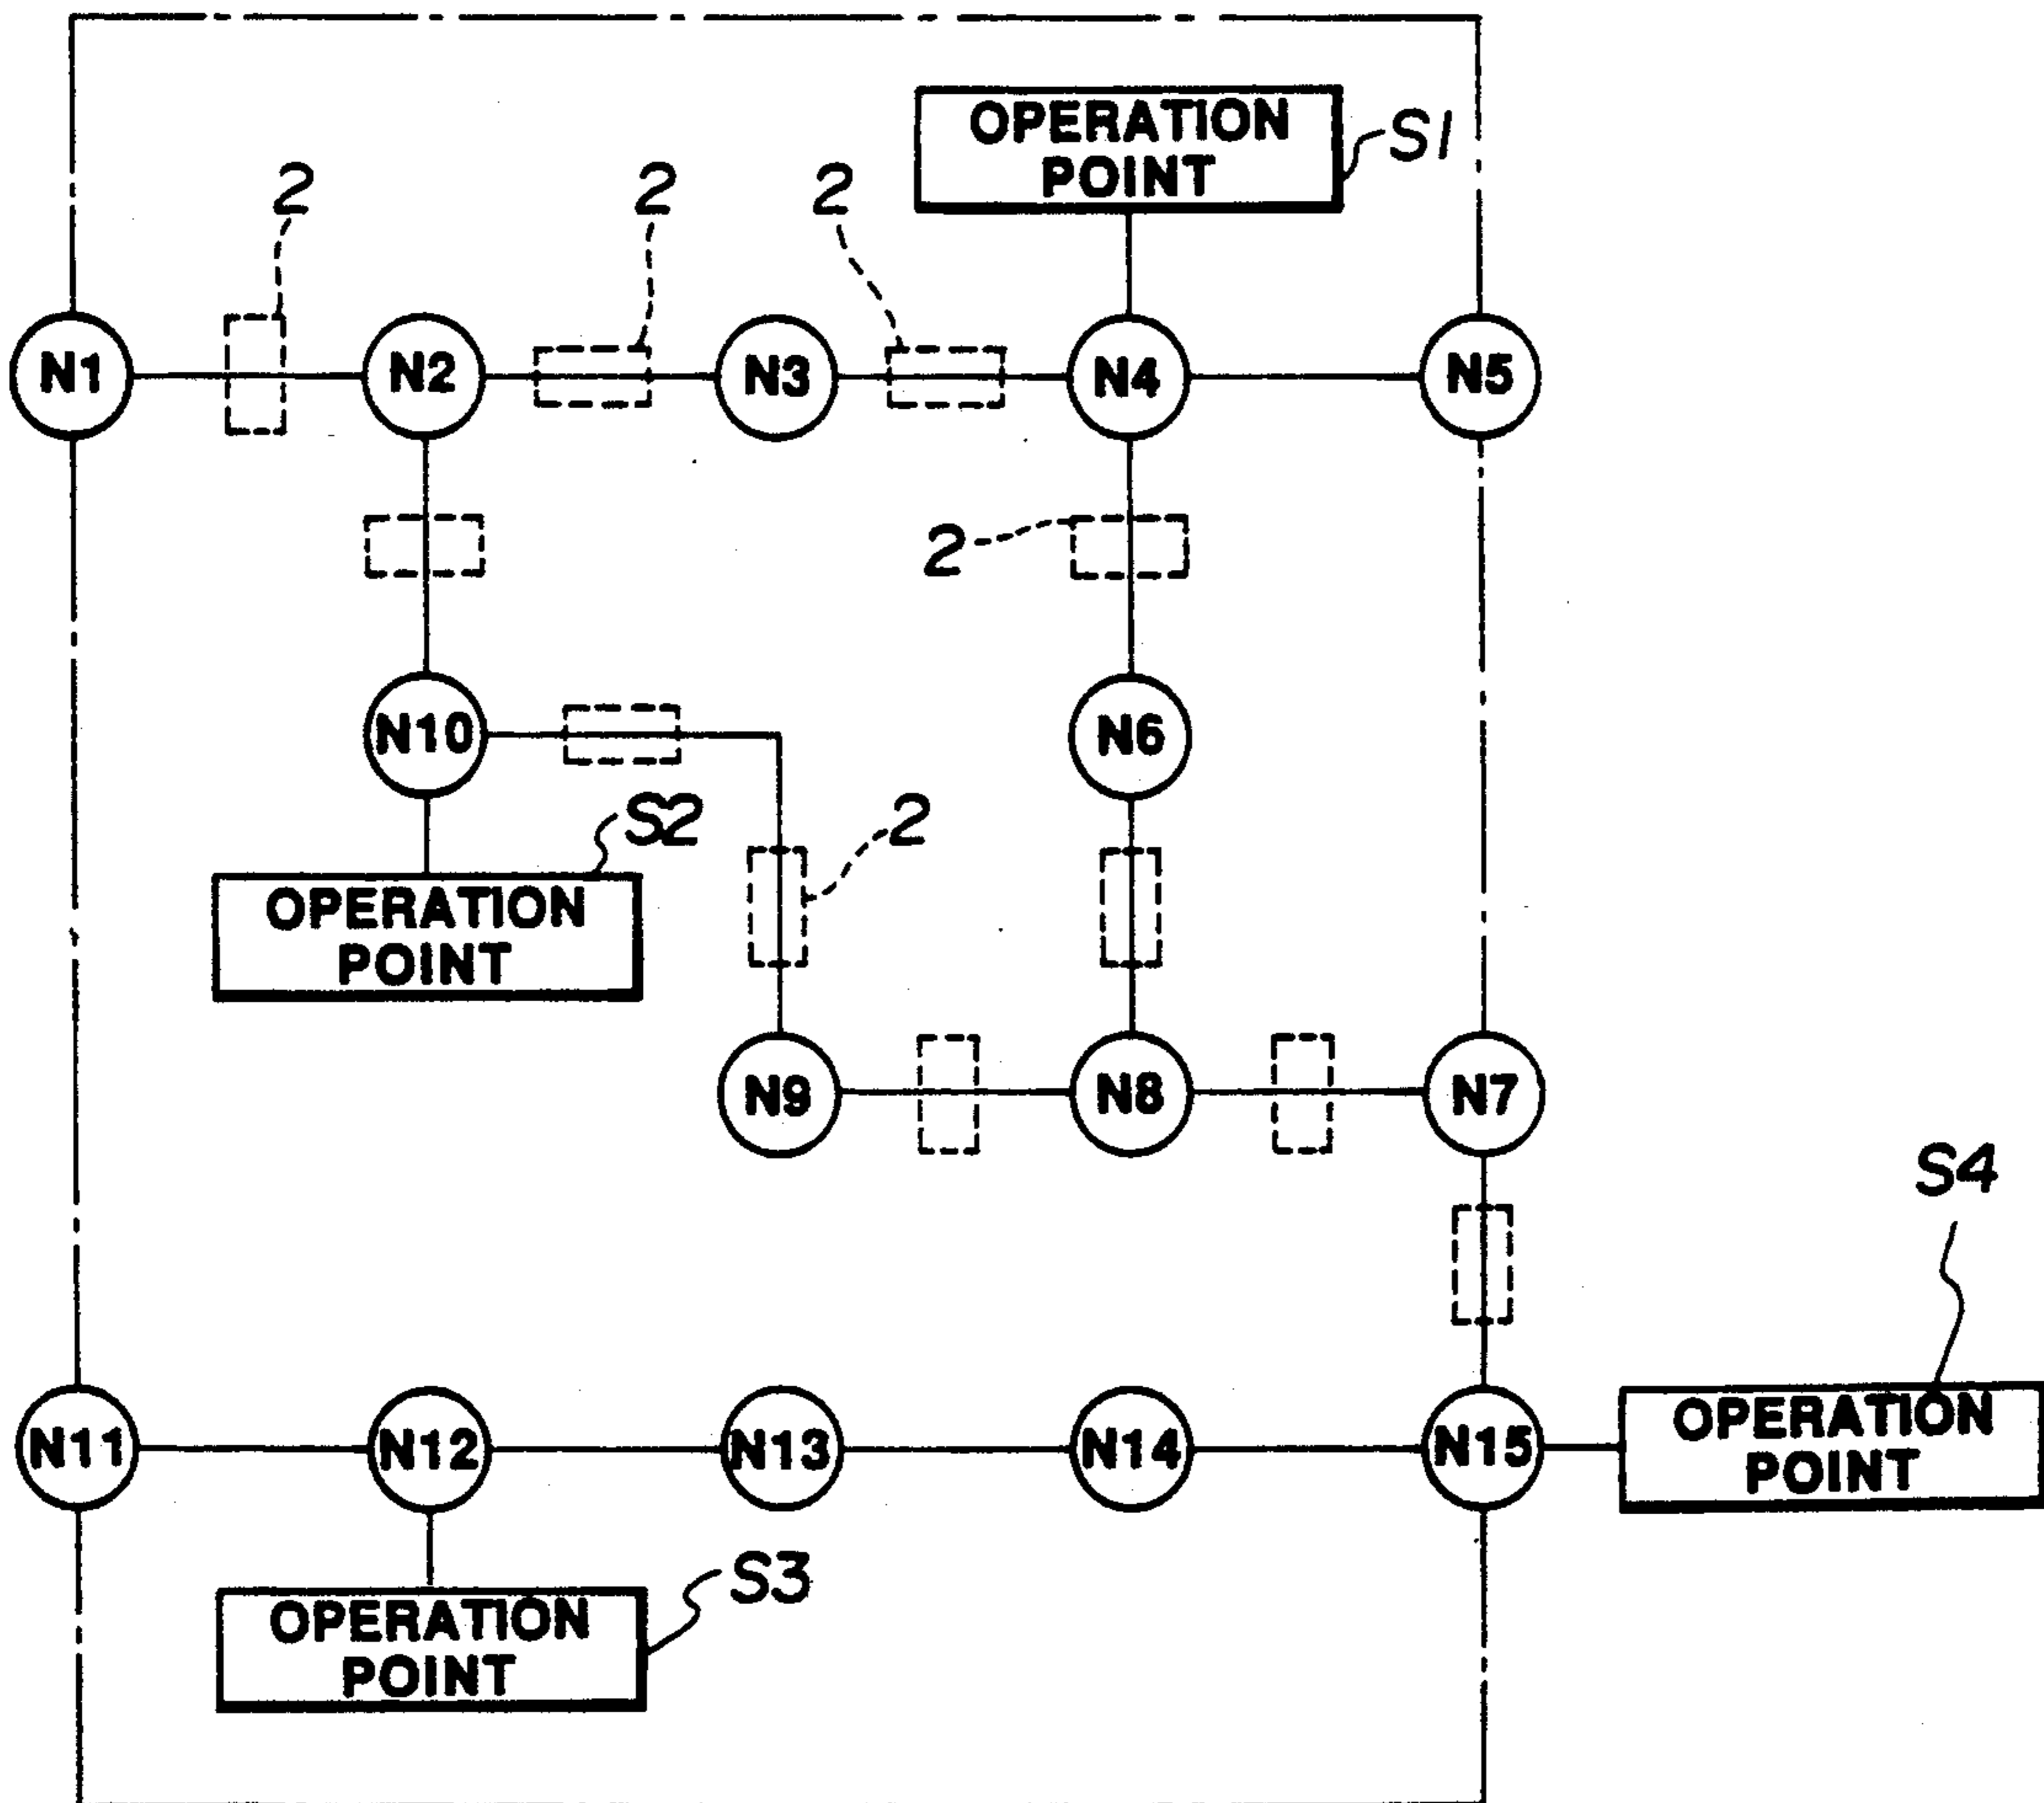 OPERATION
POINT
S1
2
2
2
N1
N2
N3
N4
N5
2
N10
N6
S2
2
OPERATION
POINT
N9
N8
N7
S4
N11
N12
N13
N14
N15
OPERATION
POINT
S3
OPERATION
POINT